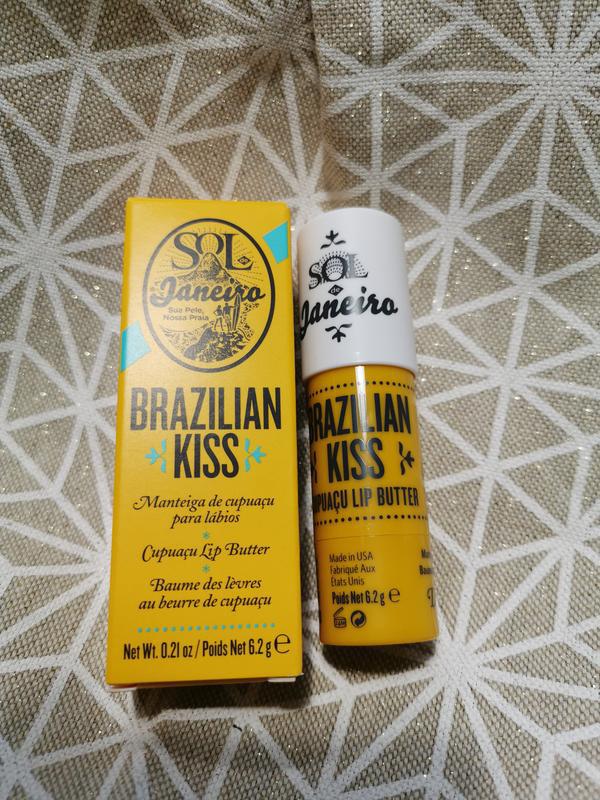 SOL
de
Janeiro
Sua Pele,
Nossa Praia
BRAZILIAN
KISS
Manteiga de cupuaçu
para lábios
Cupuaçu Lip Butter
Baume des lèvres
au beurre de cupuaçu
Net Wt. 0.21 oz / Poids Net 6.2 g ℮
SOL
de
Janeiro
BRAZILIAN
KISS
CUPUAÇU LIP BUTTER
Made in USA
Fabriqué Aux
États Unis
Poids Net 6.2 g ℮